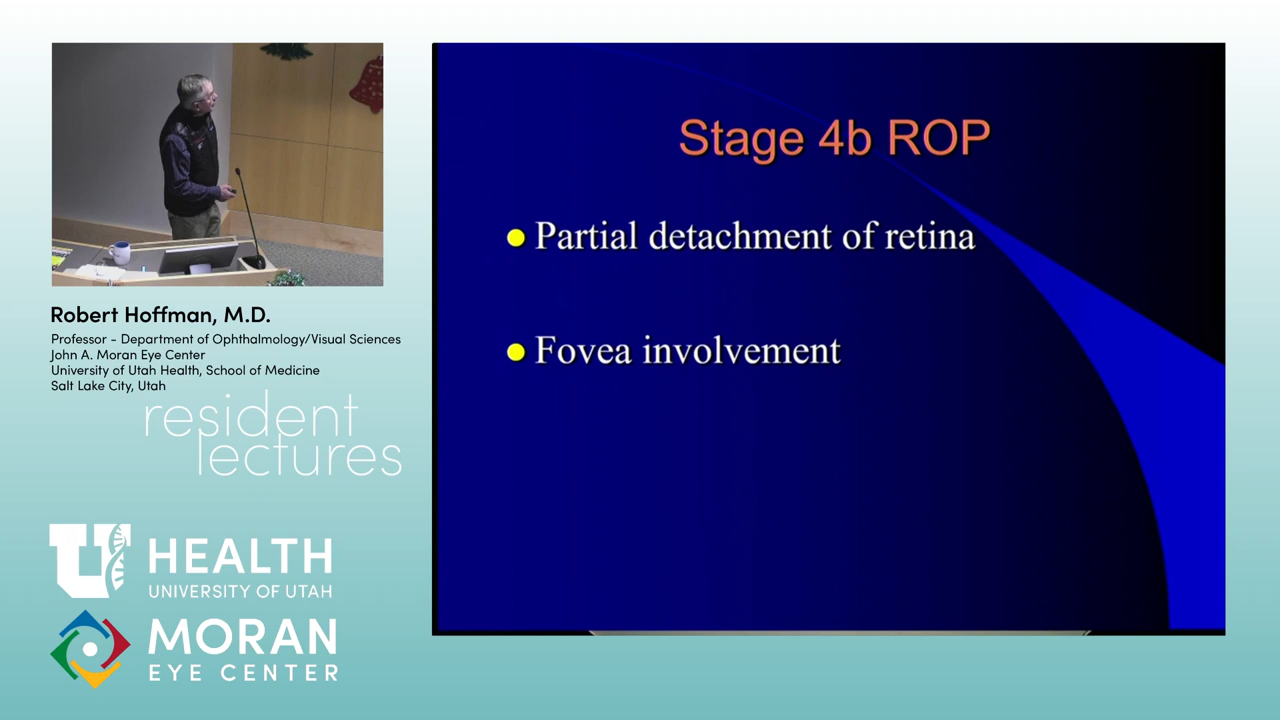 Stage 4b ROP
Partial detachment of retina
Fovea involvement
Robert Hoffman, M.D.
Professor - Department of Ophthalmology/Visual Sciences
John A. Moran Eye Center
University of Utah Health, School of Medicine
Salt Lake City, Utah
resident
lectures
U HEALTH
UNIVERSITY OF UTAH
MORAN
EYE CENTER